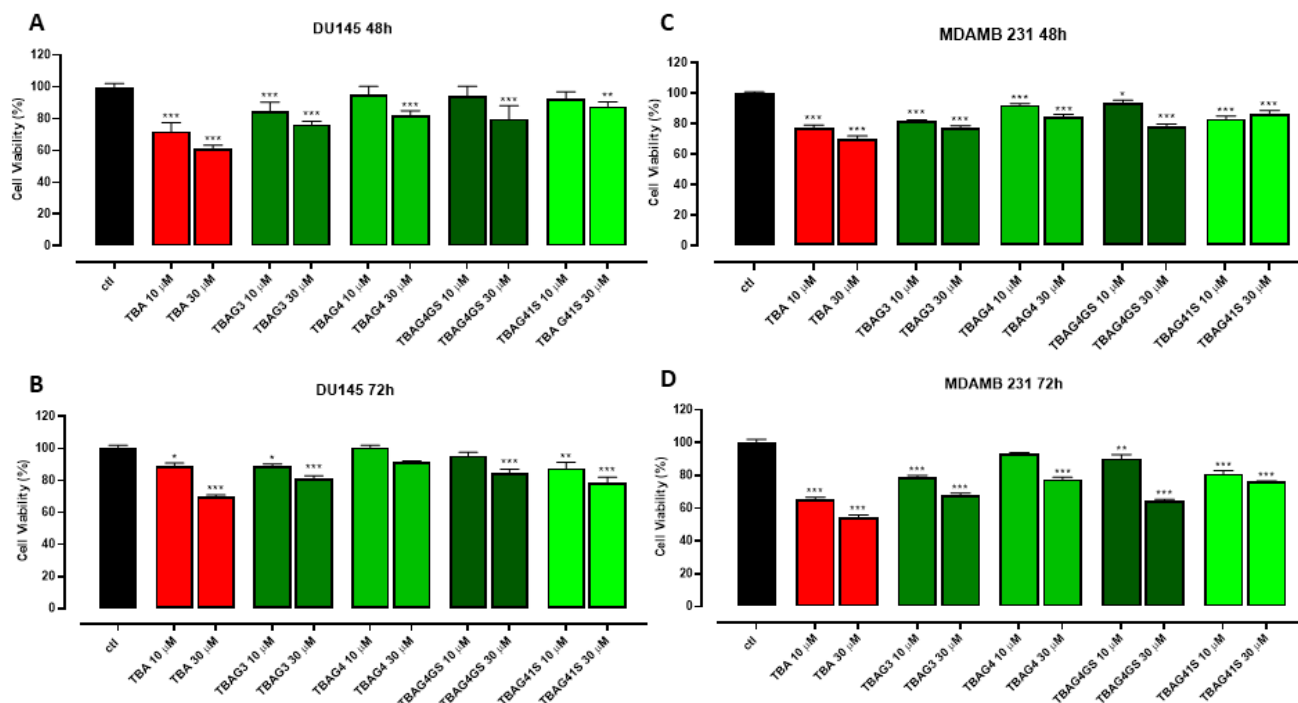 A
DU145 48h
Cell Viability (%)
120
100
80
60
40
20
0
*** *** *** *** *** *** **
ctl
TBA 10 μM
TBA 30 μM
TBAG3 10 μM
TBAG3 30 μM
TBAG4 10 μM
TBAG4 30 μM
TBAG4GS 10 μM
TBAG4GS 30 μM
TBAG41S 10 μM
TBA G41S 30 μM
C
MDAMB 231 48h
Cell Viability (%)
120
100
80
60
40
20
0
*** *** *** *** *** *** * *** *** ***
ctl
TBA 10 μM
TBA 30 μM
TBAG3 10 μM
TBAG3 30 μM
TBAG4 10 μM
TBAG4 30 μM
TBAG4GS 10 μM
TBAG4GS 30 μM
TBAG41S 10 μM
TBAG41S 30 μM
B
DU145 72h
Cell Viability (%)
120
100
80
60
40
20
0
* *** * *** *** ** ***
ctl
TBA 10 μM
TBA 30 μM
TBAG3 10 μM
TBAG3 30 μM
TBAG4 10 μM
TBAG4 30 μM
TBAG4GS 10 μM
TBAG4GS 30 μM
TBAG41S 10 μM
TBAG41S 30 μM
D
MDAMB 231 72h
Cell Viability (%)
120
100
80
60
40
20
0
*** *** *** *** *** ** *** *** ***
ctl
TBA 10 μM
TBA 30 μM
TBAG3 10 μM
TBAG3 30 μM
TBAG4 10 μM
TBAG4 30 μM
TBAG4GS 10 μM
TBAG4GS 30 μM
TBAG41S 10 μM
TBAG41S 30 μM